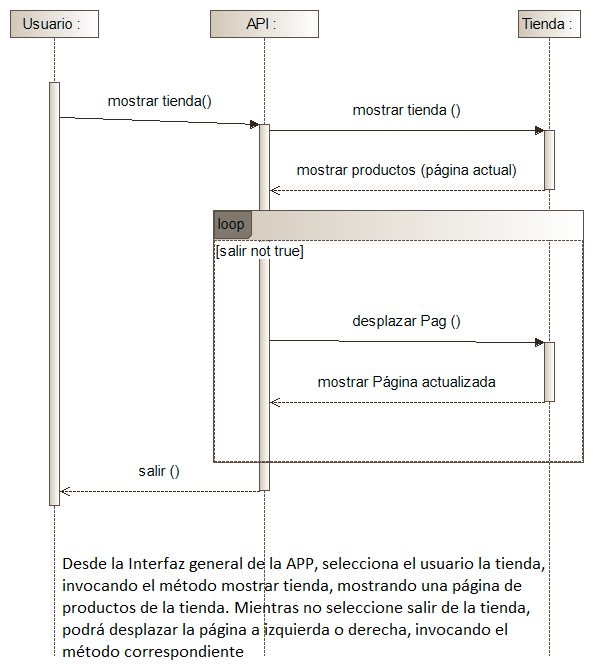 Usuario :
API :
Tienda :
mostrar tienda()
mostrar tienda ()
mostrar productos (página actual)
loop
[salir not true]
desplazar Pag ()
mostrar Página actualizada
salir ()
Desde la Interfaz general de la APP, selecciona el usuario la tienda,
invocando el método mostrar tienda, mostrando una página de
productos de la tienda. Mientras no seleccione salir de la tienda,
podrá desplazar la página a izquierda o derecha, invocando el
método correspondiente